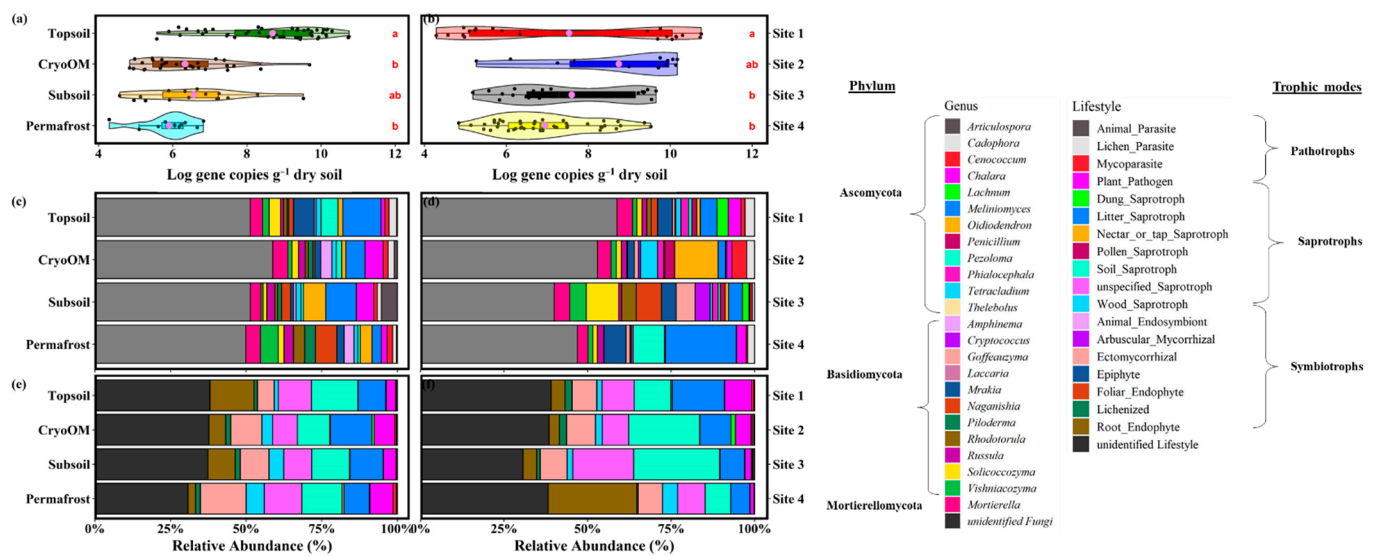 (a)
Topsoil
CryoOM
Subsoil
Permafrost
a
b
ab
b
4 6 8 10 12
Log gene copies g⁻¹ dry soil
(b)
a
ab
b
b
Site 1
Site 2
Site 3
Site 4
4 6 8 10 12
Log gene copies g⁻¹ dry soil
(c)
Topsoil
CryoOM
Subsoil
Permafrost
(d)
Site 1
Site 2
Site 3
Site 4
(e)
Topsoil
CryoOM
Subsoil
Permafrost
0% 50% 75% 100%
Relative Abundance (%)
(f)
Site 1
Site 2
Site 3
Site 4
0% 50% 75% 100%
Relative Abundance (%)
Phylum
Ascomycota
Basidiomycota
Mortierellomycota
Genus
Articulospora
Cadophora
Cenococcum
Chalara
Lachnum
Meliniomyces
Oidiodendron
Penicillium
Pezoloma
Phialocephala
Tetracladium
Thelebolus
Amphinema
Cryptococcus
Goffeauzyma
Laccaria
Mrakia
Naganishia
Piloderma
Rhodotorula
Russula
Solicoccozyma
Vishniacozyma
Mortierella
unidentified Fungi
Lifestyle
Animal_Parasite
Lichen_Parasite
Mycoparasite
Plant_Pathogen
Dung_Saprotroph
Litter_Saprotroph
Nectar_or_tap_Saprotroph
Pollen_Saprotroph
Soil_Saprotroph
unspecified_Saprotroph
Wood_Saprotroph
Animal_Endosymbiont
Arbuscular_Mycorrhizal
Ectomycorrhizal
Epiphyte
Foliar_Endophyte
Lichenized
Root_Endophyte
unidentified Lifestyle
Trophic modes
Pathotrophs
Saprotrophs
Symbiotrophs